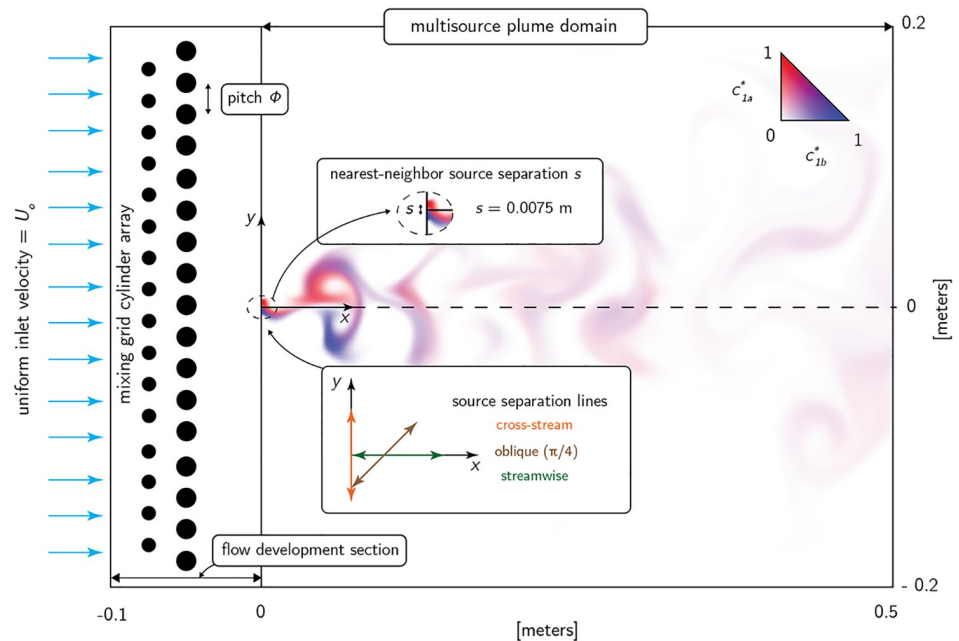 multisource plume domain
0.2
1
pitch Φ
C*1a
0
1
C*1b
nearest-neighbor source separation s
s
s = 0.0075 m
uniform inlet velocity = Uo
mixing grid cylinder array
y
x
0
[meters]
y
source separation lines
cross-stream
oblique (π/4)
x
streamwise
flow development section
- 0.2
-0.1
0
0.5
[meters]